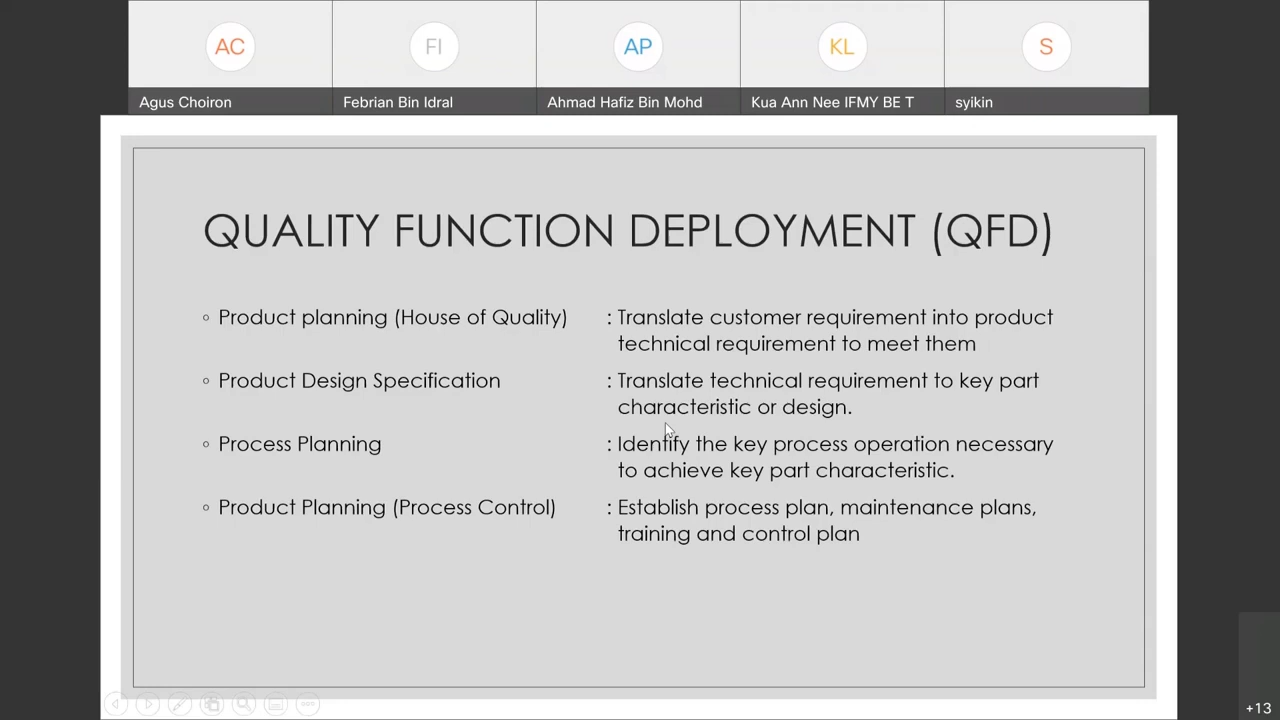 AC
FI
AP
KL
S
Agus Choiron
Febrian Bin Idral
Ahmad Hafiz Bin Mohd
Kua Ann Nee IFMY BE T
syikin
QUALITY FUNCTION DEPLOYMENT (QFD)
◦ Product planning (House of Quality) : Translate customer requirement into product
technical requirement to meet them
◦ Product Design Specification : Translate technical requirement to key part
characteristic or design.
◦ Process Planning : Identify the key process operation necessary
to achieve key part characteristic.
◦ Product Planning (Process Control) : Establish process plan, maintenance plans,
training and control plan
+13